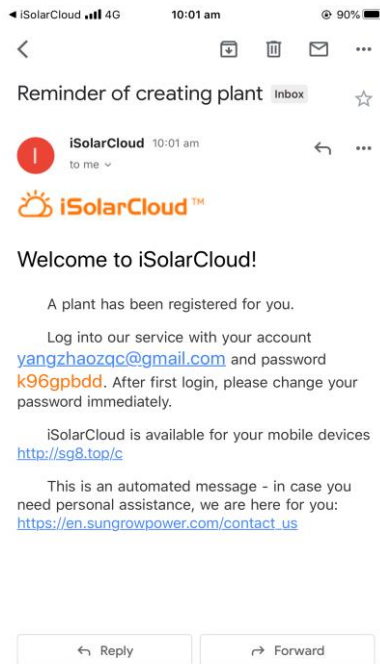 iSolarCloud 4G 10:01 am 90%
Reminder of creating plant Inbox
I
iSolarCloud 10:01 am
to me
iSolarCloud™
Welcome to iSolarCloud!
A plant has been registered for you.
Log into our service with your account
yangzhaozqc@gmail.com and password
k96gpbdd. After first login, please change your
password immediately.
iSolarCloud is available for your mobile devices
http://sg8.top/c
This is an automated message - in case you
need personal assistance, we are here for you:
https://en.sungrowpower.com/contact_us
Reply Forward